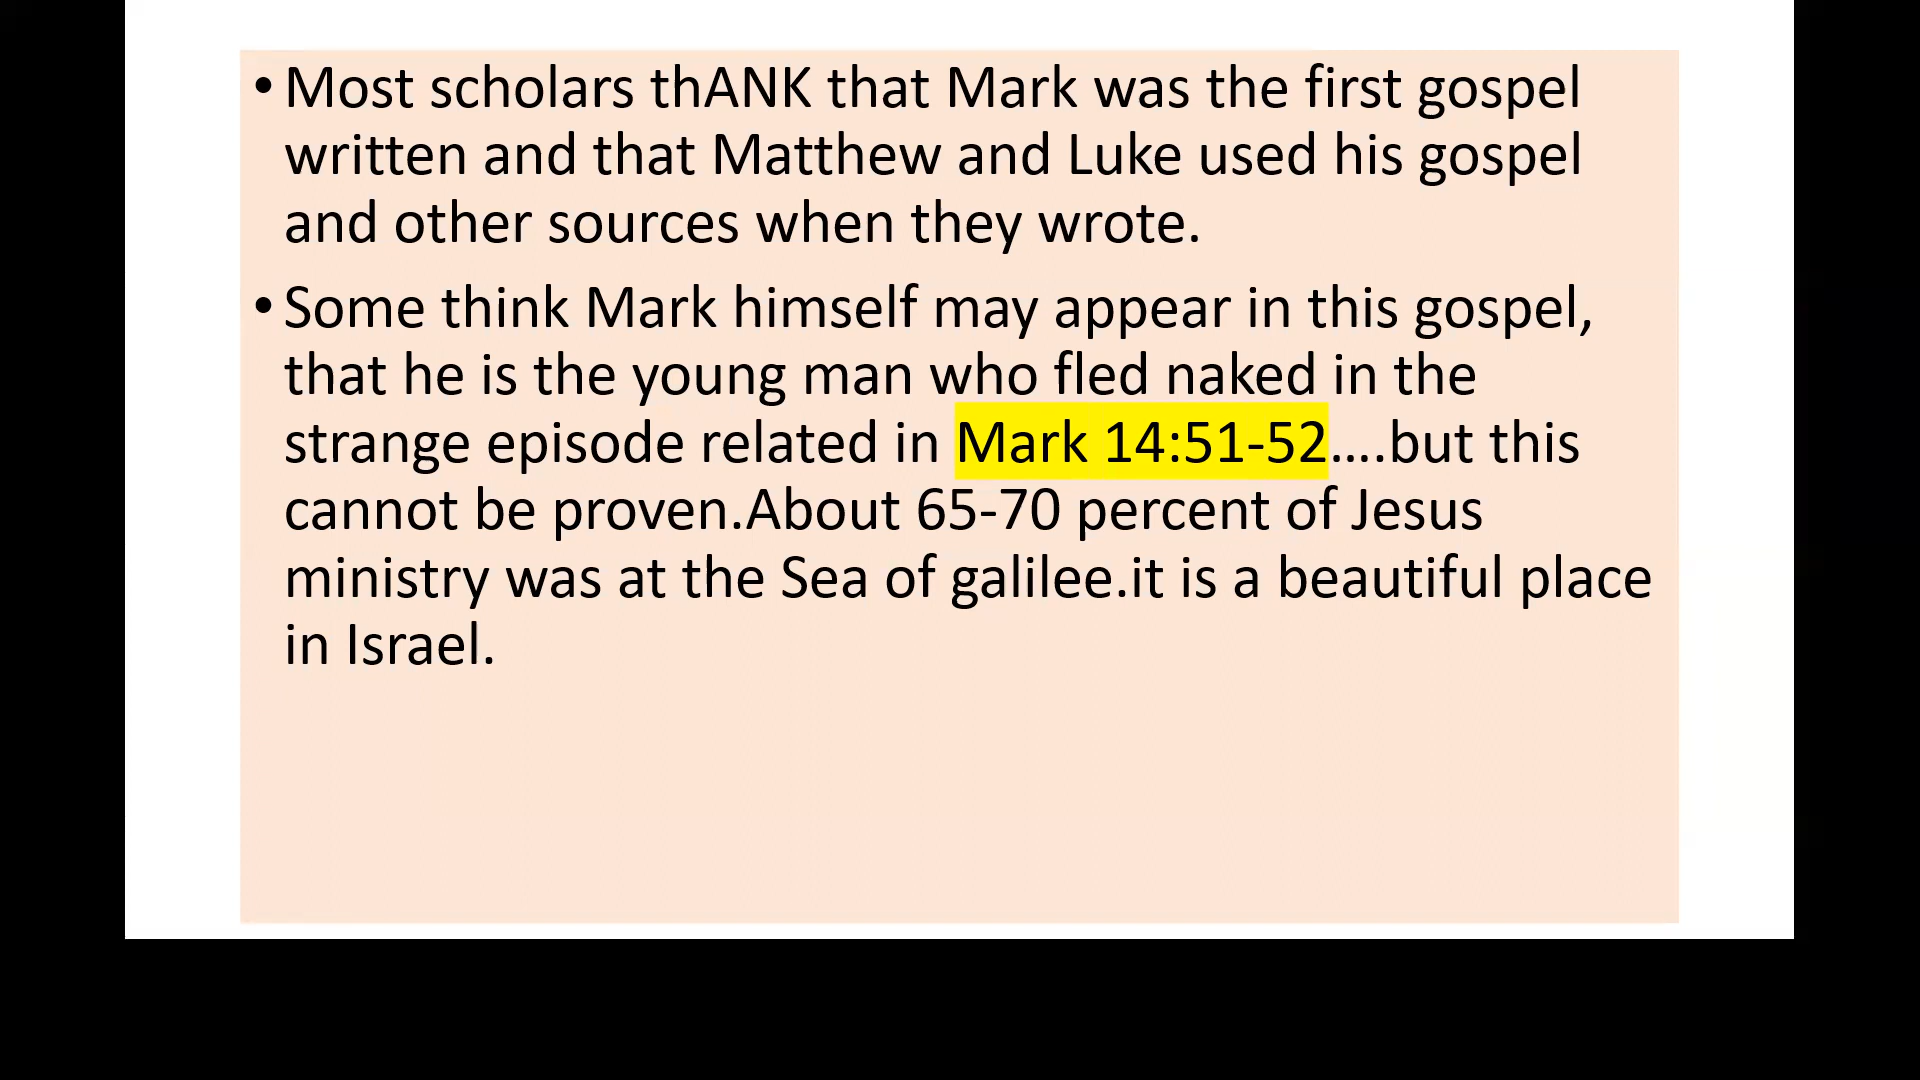 • Most scholars thANK that Mark was the first gospel
written and that Matthew and Luke used his gospel
and other sources when they wrote.
• Some think Mark himself may appear in this gospel,
that he is the young man who fled naked in the
strange episode related in Mark 14:51-52….but this
cannot be proven.About 65-70 percent of Jesus
ministry was at the Sea of galilee.it is a beautiful place
in Israel.